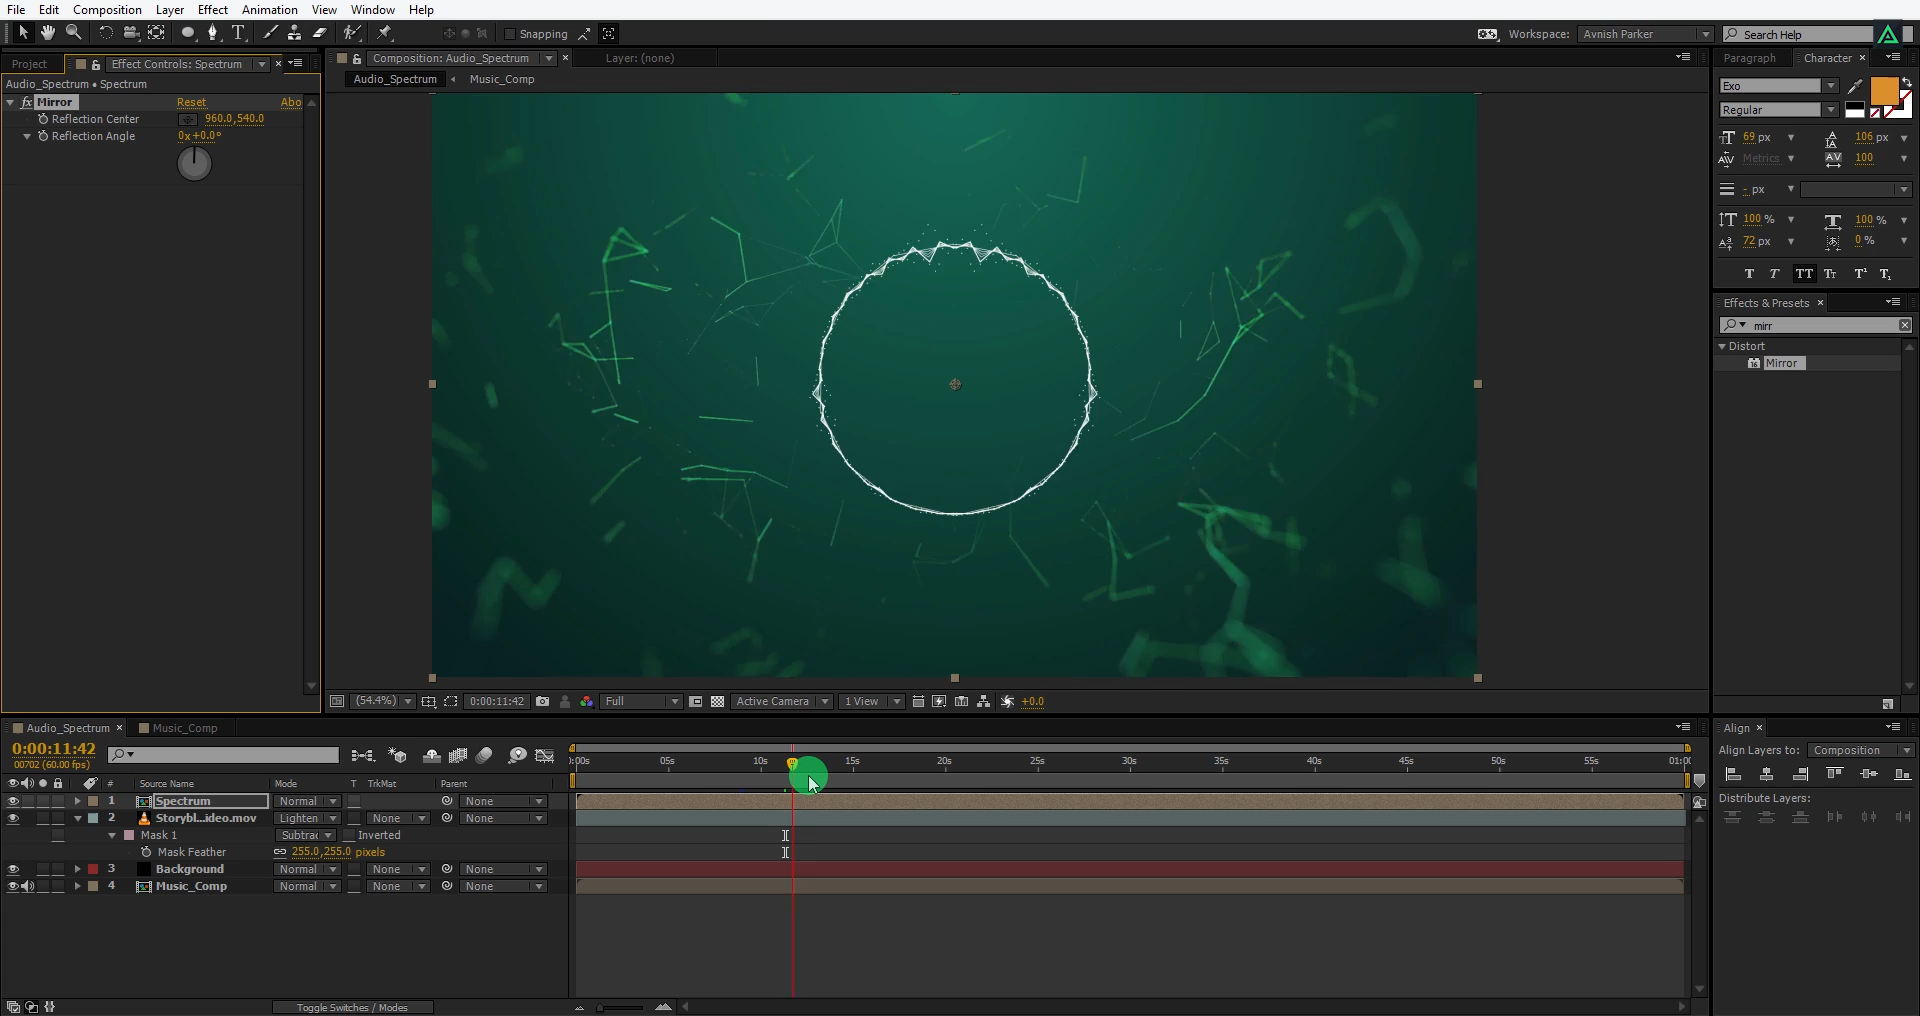 File Edit Composition Layer Effect Animation View Window Help
Snapping Workspace: Avnish Parker Search Help
Project Effect Controls: Spectrum × Composition: Audio_Spectrum × Layer: (none) Paragraph Character ×
Audio_Spectrum • Spectrum Audio_Spectrum Music_Comp
fx Mirror Reset Abo
Reflection Center 960.0,540.0
Reflection Angle 0x+0.0°
Exo
Regular
69 px 106 px
Metrics 100
- px
100 % 100 %
72 px 0 %
T T TT Tt T¹ T₁
Effects & Presets ×
mirr
Distort
Mirror
(54.4%) 0:00:11:42 Full Active Camera 1 View +0.0
Audio_Spectrum × Music_Comp Align ×
0:00:11:42
00702 (60.00 fps)
Align Layers to: Composition
Distribute Layers:
):00s 05s 10s 15s 20s 25s 30s 35s 40s 45s 50s 55s 01:00
# Source Name Mode T TrkMat Parent
1 Spectrum Normal None
2 Storybl...ideo.mov Lighten None None
Mask 1 Subtrac Inverted
Mask Feather 255.0,255.0 pixels
3 Background Normal None None
4 Music_Comp Normal None None
Toggle Switches / Modes